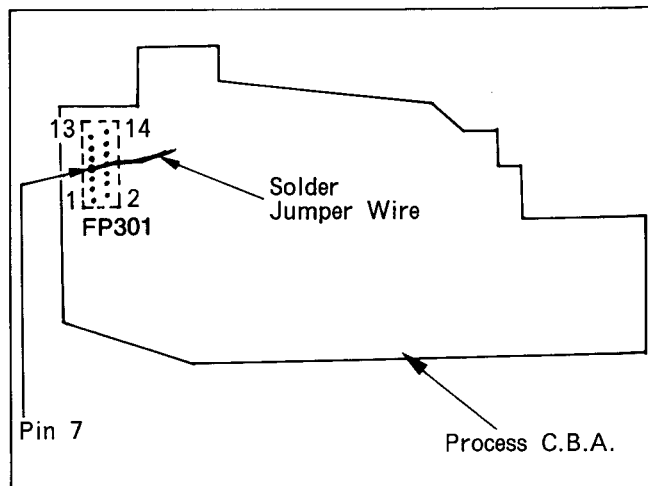 13 14
1 2
FP301
Solder
Jumper Wire
Pin 7
Process C.B.A.